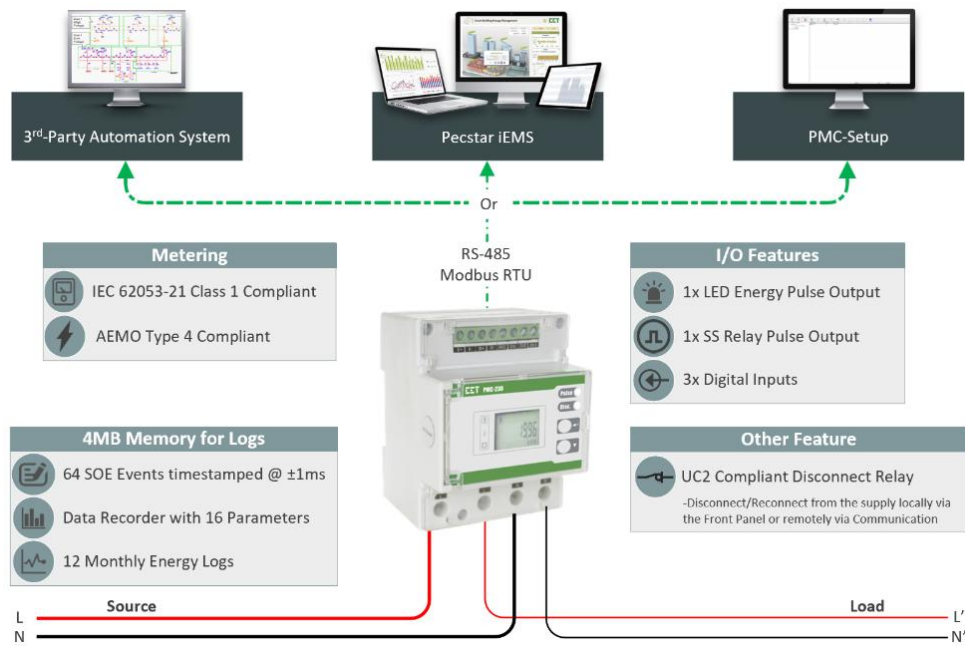 3rd-Party Automation System
Pecstar iEMS
PMC-Setup
Or
RS-485
Modbus RTU
Metering
IEC 62053-21 Class 1 Compliant
AEMO Type 4 Compliant
I/O Features
1x LED Energy Pulse Output
1x SS Relay Pulse Output
3x Digital Inputs
CET PMC-230
Pulse
Disc.
4MB Memory for Logs
64 SOE Events timestamped @ ±1ms
Data Recorder with 16 Parameters
12 Monthly Energy Logs
Other Feature
UC2 Compliant Disconnect Relay
-Disconnect/Reconnect from the supply locally via
the Front Panel or remotely via Communication
Source
Load
L
L'
N
N'